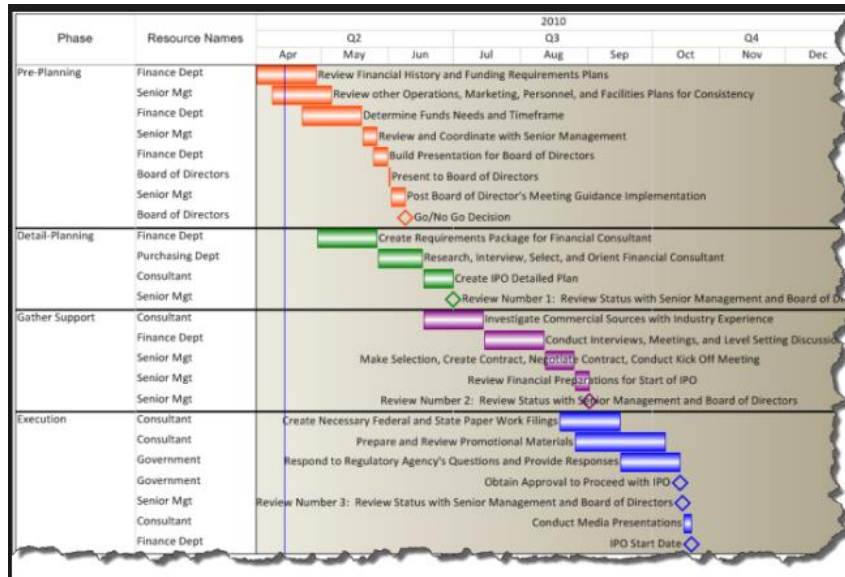 2010
Phase Resource Names Q2 Q3 Q4
Apr May Jun Jul Aug Sep Oct Nov Dec
Pre-Planning Finance Dept Review Financial History and Funding Requirements Plans
Senior Mgt Review other Operations, Marketing, Personnel, and Facilities Plans for Consistency
Finance Dept Determine Funds Needs and Timeframe
Senior Mgt Review and Coordinate with Senior Management
Finance Dept Build Presentation for Board of Directors
Board of Directors Present to Board of Directors
Senior Mgt Post Board of Director's Meeting Guidance Implementation
Board of Directors Go/No Go Decision
Detail-Planning Finance Dept Create Requirements Package for Financial Consultant
Purchasing Dept Research, Interview, Select, and Orient Financial Consultant
Consultant Create IPO Detailed Plan
Senior Mgt Review Number 1: Review Status with Senior Management and Board of
Gather Support Consultant Investigate Commercial Sources with Industry Experience
Finance Dept Conduct Interviews, Meetings, and Level Setting Discussio
Senior Mgt Make Selection, Create Contract, Negotiate Contract, Conduct Kick Off Meeting
Senior Mgt Review Financial Preparations for Start of IPO
Senior Mgt Review Number 2: Review Status with Senior Management and Board of Directors
Execution Consultant Create Necessary Federal and State Paper Work Filings
Consultant Prepare and Review Promotional Materials
Government Respond to Regulatory Agency's Questions and Provide Responses
Government Obtain Approval to Proceed with IPO
Senior Mgt Review Number 3: Review Status with Senior Management and Board of Directors
Consultant Conduct Media Presentations
Finance Dept IPO Start Date